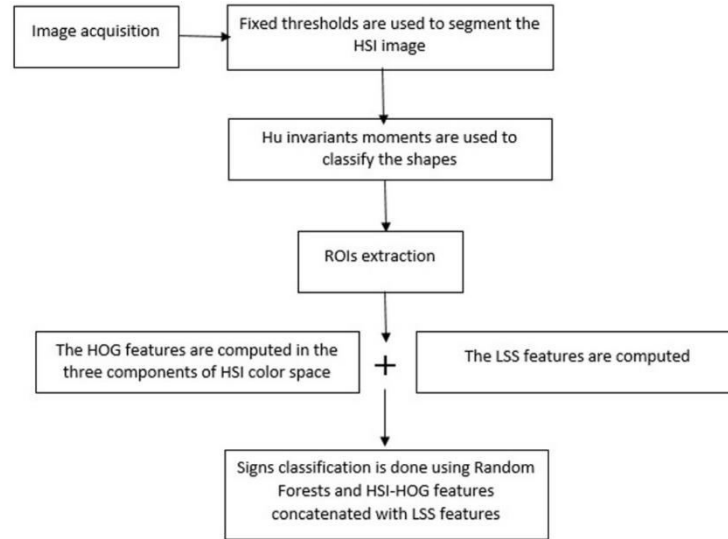 Image acquisition
Fixed thresholds are used to segment the
HSI image
Hu invariants moments are used to
classify the shapes
ROIs extraction
The HOG features are computed in the
three components of HSI color space
+
The LSS features are computed
Signs classification is done using Random
Forests and HSI-HOG features
concatenated with LSS features